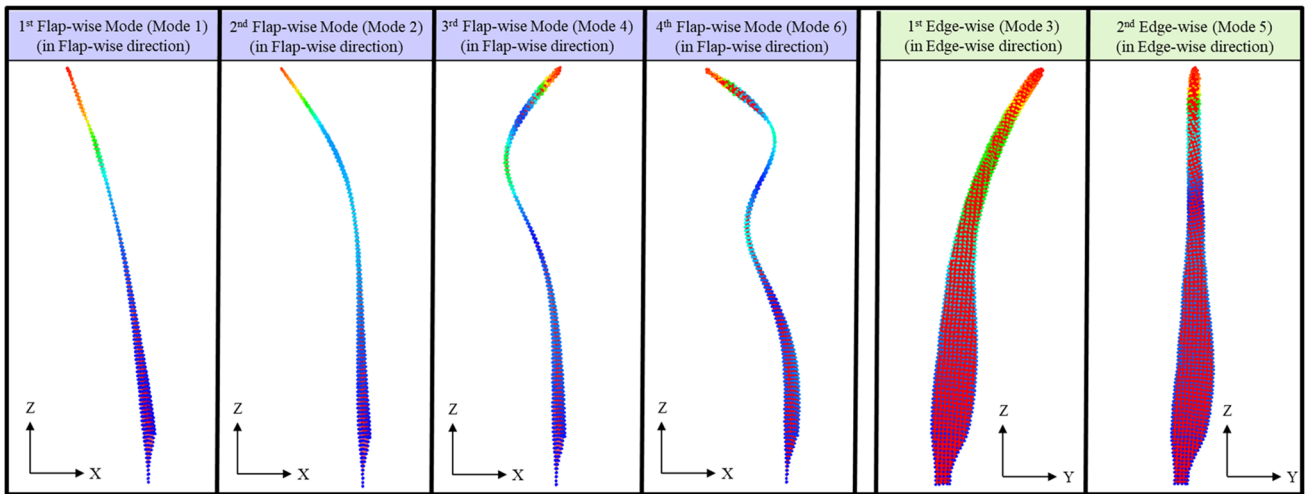 1st Flap-wise Mode (Mode 1)
(in Flap-wise direction)
2nd Flap-wise Mode (Mode 2)
(in Flap-wise direction)
3rd Flap-wise Mode (Mode 4)
(in Flap-wise direction)
4th Flap-wise Mode (Mode 6)
(in Flap-wise direction)
1st Edge-wise (Mode 3)
(in Edge-wise direction)
2nd Edge-wise (Mode 5)
(in Edge-wise direction)
Z
X
Z
X
Z
X
Z
X
Z
Y
Z
Y